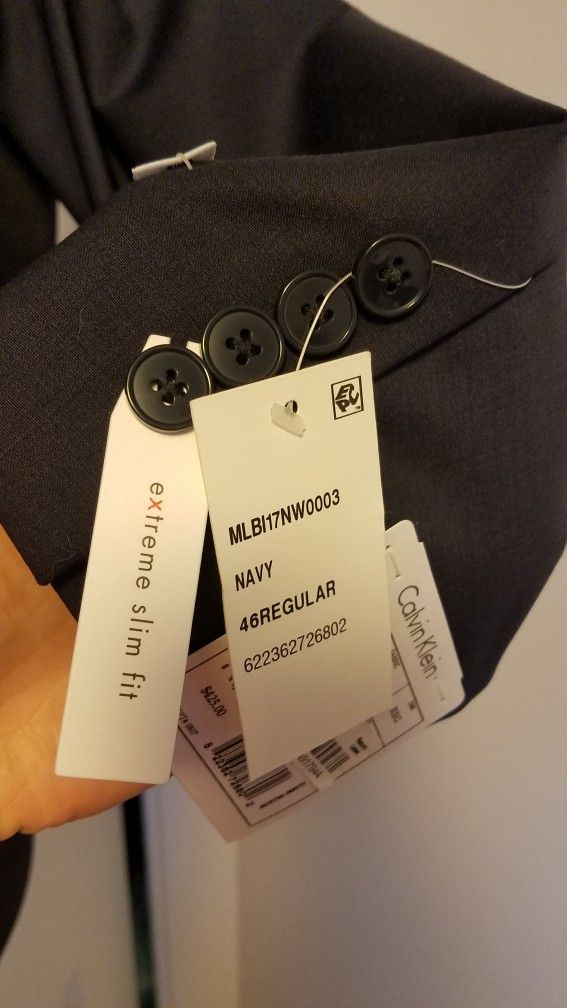 extreme slim fit
MLBI17NW0003
NAVY
46REGULAR
622362726802
Calvin Klein
$425.00